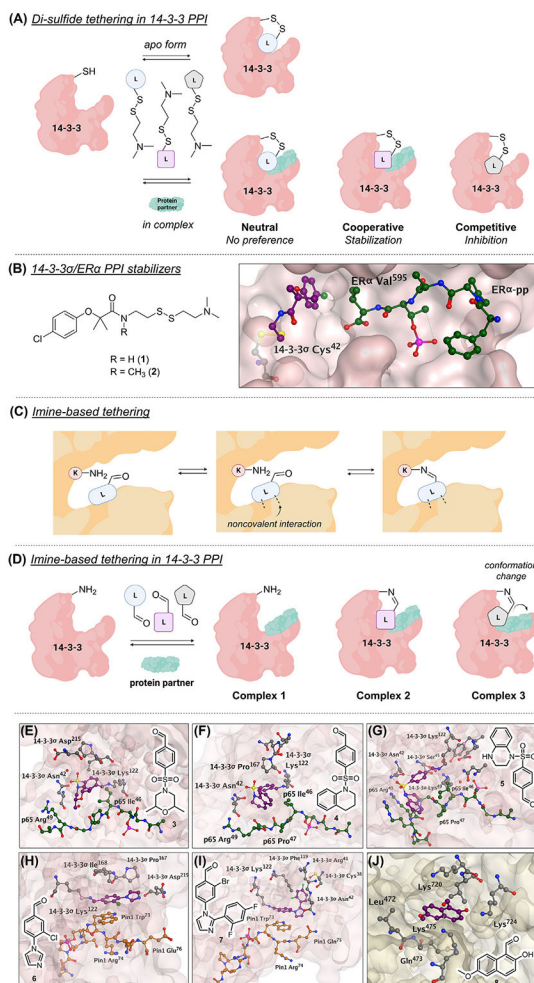 (A) Di-sulfide tethering in 14-3-3 PPI
apo form
SH
14-3-3
L
L
L
S
S
N
S
S
14-3-3
L
Protein partner
in complex
14-3-3
L
14-3-3
L
14-3-3
L
Neutral
No preference
Cooperative
Stabilization
Competitive
Inhibition
(B) 14-3-3σ/ERα PPI stabilizers
Cl
O
O
N
R
S
S
N
R = H (1)
R = CH3 (2)
14-3-3σ Cys42
ERα Val595
ERα-pp
(C) Imine-based tethering
K
NH2
O
L
K
NH2
O
L
noncovalent interaction
K
N
L
(D) Imine-based tethering in 14-3-3 PPI
NH2
14-3-3
L
L
L
O
O
O
protein partner
NH2
14-3-3
Complex 1
N
L
14-3-3
Complex 2
conformation change
N
L
14-3-3
Complex 3
(E)
14-3-3σ Asp215
14-3-3σ Asn42
14-3-3σ Lys122
p65 Ile46
p65 Arg49
3
(F)
14-3-3σ Lys122
14-3-3σ Pro167
14-3-3σ Asn42
p65 Ile46
p65 Arg49
p65 Pro47
4
(G)
14-3-3σ Lys122
14-3-3σ Asn42
p65 Pro47
HN
5
(H)
14-3-3σ Ile168
14-3-3σ Pro167
14-3-3σ Asp215
14-3-3σ Lys122
Pin1 Trp73
Pin1 Arg74
Pin1 Glu76
Cl
6
(I)
14-3-3σ Lys122
14-3-3σ Phe119
14-3-3σ Arg41
14-3-3σ Cys38
14-3-3σ Asn42
Pin1 Trp73
Pin1 Gln75
Pin1 Arg74
Br
F
F
7
(J)
Lys720
Leu472
Lys475
Lys724
Gln473
OH
8